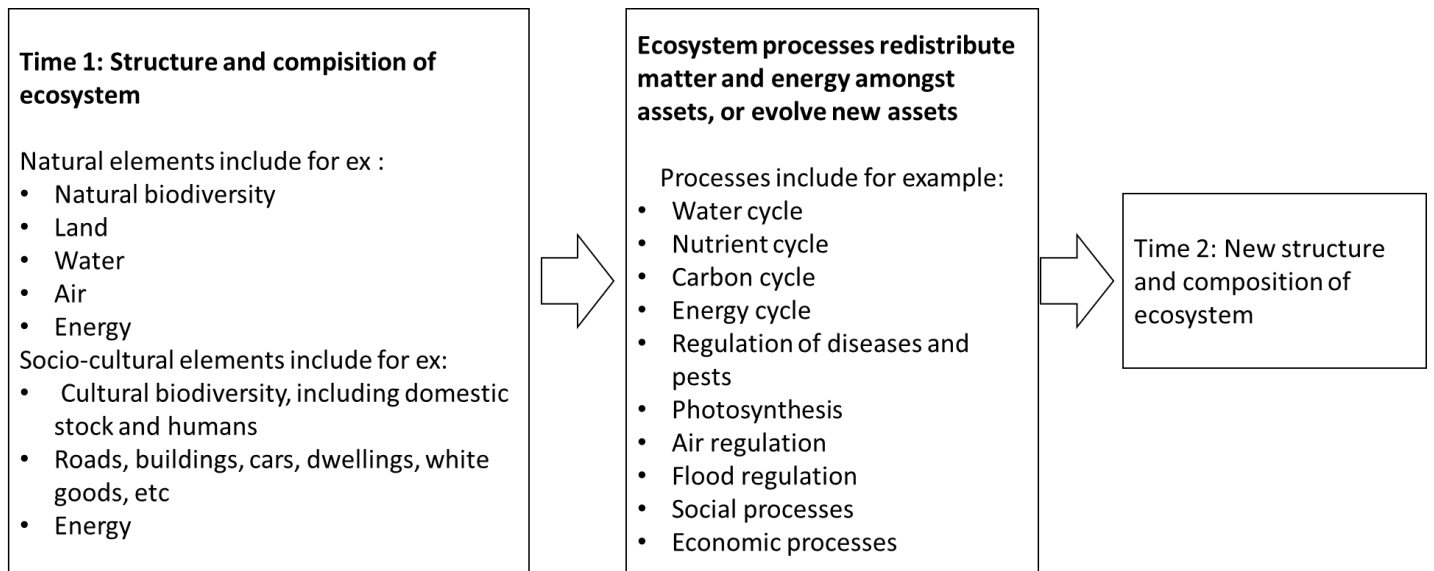 Time 1: Structure and compisition of
ecosystem
Natural elements include for ex :
• Natural biodiversity
• Land
• Water
• Air
• Energy
Socio-cultural elements include for ex:
• Cultural biodiversity, including domestic
stock and humans
• Roads, buildings, cars, dwellings, white
goods, etc
• Energy
Ecosystem processes redistribute
matter and energy amongst
assets, or evolve new assets
Processes include for example:
• Water cycle
• Nutrient cycle
• Carbon cycle
• Energy cycle
• Regulation of diseases and
pests
• Photosynthesis
• Air regulation
• Flood regulation
• Social processes
• Economic processes
Time 2: New structure
and composition of
ecosystem